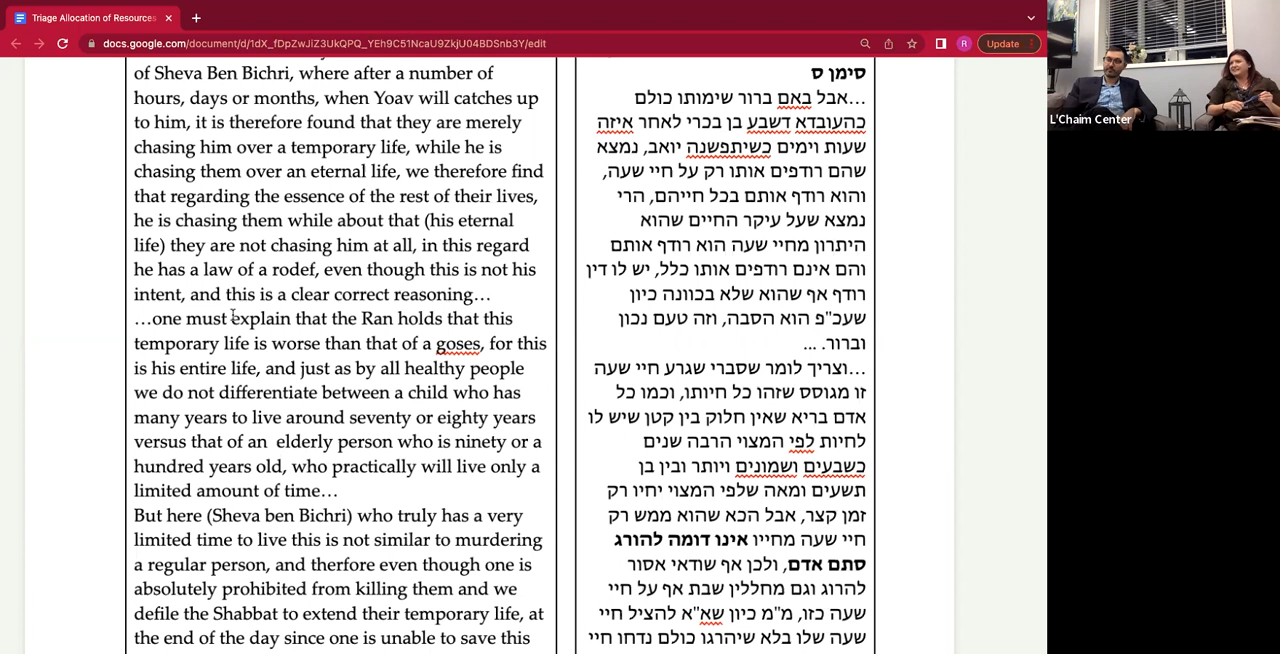 Triage Allocation of Resources
docs.google.com/document/d/1dX_fDpZwJiZ3UkQPQ_YEh9C51NcaU9ZkjU04BDSnb3Y/edit
R
Update
L'Chaim Center
of Sheva Ben Bichri, where after a number of
hours, days or months, when Yoav will catches up
to him, it is therefore found that they are merely
chasing him over a temporary life, while he is
chasing them over an eternal life, we therefore find
that regarding the essence of the rest of their lives,
he is chasing them while about that (his eternal
life) they are not chasing him at all, in this regard
he has a law of a rodef, even though this is not his
intent, and this is a clear correct reasoning…
…one must explain that the Ran holds that this
temporary life is worse than that of a goses, for this
is his entire life, and just as by all healthy people
we do not differentiate between a child who has
many years to live around seventy or eighty years
versus that of an elderly person who is ninety or a
hundred years old, who practically will live only a
limited amount of time…
But here (Sheva ben Bichri) who truly has a very
limited time to live this is not similar to murdering
a regular person, and therfore even though one is
absolutely prohibited from killing them and we
defile the Shabbat to extend their temporary life, at
the end of the day since one is unable to save this
סימן ס
…אבל באם ברור שימותו כולם
כהעובדא דשבע בן בכרי לאחר איזה
שעות וימים כשיתפשנה יואב, נמצא
שהם רודפים אותו רק על חיי שעה,
והוא רודף אותם בכל חייהם, הרי
נמצא שעל עיקר החיים שהוא
היתרון מחיי שעה הוא רודף אותם
והם אינם רודפים אותו כלל, יש לו דין
רודף אף שהוא שלא בכוונה כיון
שעכ"פ הוא הסבה, וזה טעם נכון
וברור. ...
…וצריך לומר שסברי שגרע חיי שעה
זו מגוסס שזהו כל חיותו, וכמו כל
אדם בריא שאין חלוק בין קטן שיש לו
לחיות לפי המצוי הרבה שנים
כשבעים ושמונים ויותר ובין בן
תשעים ומאה שלפי המצוי יחיו רק
זמן קצר, אבל הכא שהוא ממש רק
חיי שעה מחייו אינו דומה להורג
סתם אדם, ולכן אף שודאי אסור
להרוג וגם מחללין שבת אף על חיי
שעה כזו, מ"מ כיון שא"א להציל חיי
שעה שלו בלא שיהרגו כולם נדחו חיי